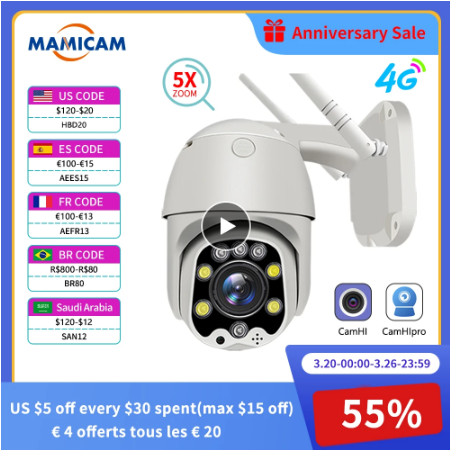 MAMICAM
Anniversary Sale
5X
ZOOM
4G
US CODE
$120-$20
HBD20
ES CODE
€100-€15
AEES15
FR CODE
€100-€13
AEFR13
BR CODE
R$800-R$80
BR80
Saudi Arabia
$120-$12
SAN12
CamHI
CamHIpro
3.20-00:00-3.26-23:59
US $5 off every $30 spent(max $15 off)
€ 4 offerts tous les € 20
55%